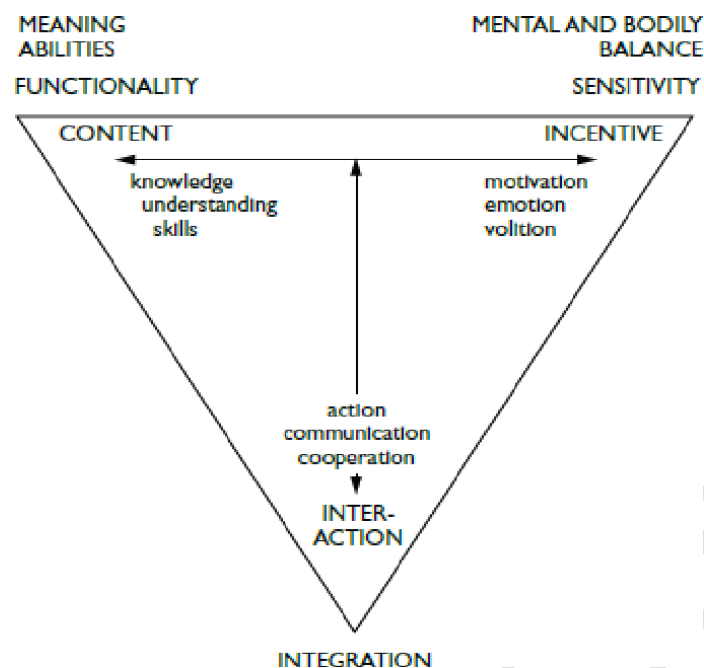 MEANING
ABILITIES
FUNCTIONALITY
MENTAL AND BODILY
BALANCE
SENSITIVITY
CONTENT
INCENTIVE
knowledge
understanding
skills
motivation
emotion
volition
action
communication
cooperation
INTER-
ACTION
INTEGRATION